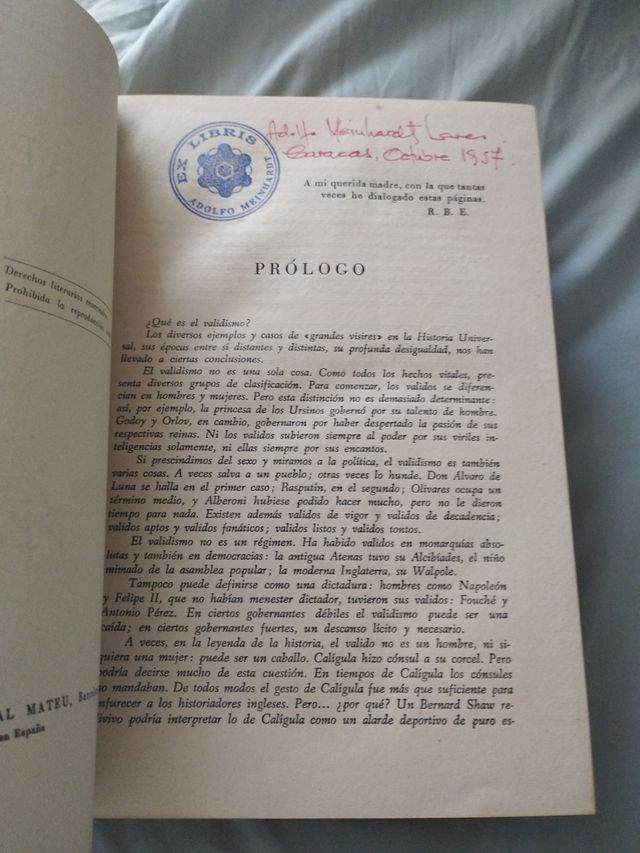 Derechos literarios
Prohibida la reproducción
AL MATEU,
en España
EX LIBRIS
ADOLFO MEINHARDT
Adolfo Meinhardt Lares.
Caracas, Octubre 1957.
A mi querida madre, con la que tantas
veces he dialogado estas páginas.
R. B. E.
PRÓLOGO
¿Qué es el validismo?
Los diversos ejemplos y casos de «grandes visires» en la Historia Univer-
sal, sus épocas entre sí distantes y distintas, su profunda desigualdad, nos han
llevado a ciertas conclusiones.
El validismo no es una sola cosa. Como todos los hechos vitales, pre-
senta diversos grupos de clasificación. Para comenzar, los validos se diferen-
cian en hombres y mujeres. Pero esta distinción no es demasiado determinante:
así, por ejemplo, la princesa de los Ursinos gobernó por su talento de hombre.
Godoy y Orlov, en cambio, gobernaron por haber despertado la pasión de sus
respectivas reinas. Ni los validos subieron siempre al poder por sus viriles in-
teligencias solamente, ni ellas siempre por sus encantos.
Si prescindimos del sexo y miramos a la política, el validismo es también
varias cosas. A veces salva a un pueblo; otras veces lo hunde. Don Alvaro de
Luna se halla en el primer caso; Rasputín, en el segundo; Olivares ocupa un
término medio, y Alberoni hubiese podido hacer mucho, pero no le dieron
tiempo para nada. Existen además validos de vigor y validos de decadencia;
validos aptos y validos fanáticos; validos listos y validos tontos.
El validismo no es un régimen. Ha habido validos en monarquías abso-
lutas y también en democracias: la antigua Atenas tuvo su Alcibíades, el niño
mimado de la asamblea popular; la moderna Inglaterra, su Walpole.
Tampoco puede definirse como una dictadura: hombres como Napoleón
y Felipe II, que no habían menester dictador, tuvieron sus validos: Fouché y
Antonio Pérez. En ciertos gobernantes débiles el validismo puede ser una
caída; en ciertos gobernantes fuertes, un descanso lícito y necesario.
A veces, en la leyenda de la historia, el valido no es un hombre, ni si-
quiera una mujer: puede ser un caballo. Calígula hizo cónsul a su corcel. Pero
podría decirse mucho de esta cuestión. En tiempos de Calígula los cónsules
no mandaban. De todos modos el gesto de Calígula fue más que suficiente para
enfurecer a los historiadores ingleses. Pero... ¿por qué? Un Bernard Shaw re-
divivo podría interpretar lo de Calígula como un alarde deportivo de puro es-